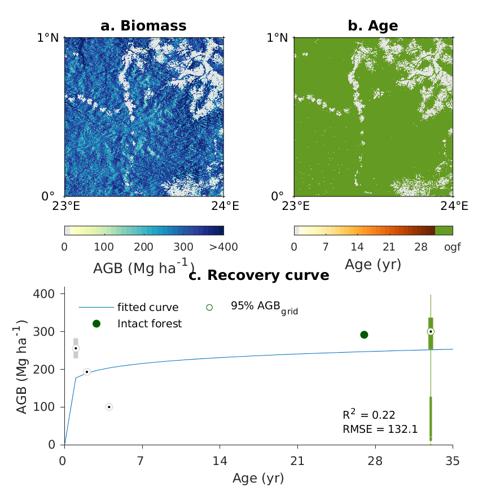 a. Biomass
b. Age
1°N
0°
23°E
24°E
1°N
0°
23°E
24°E
0 100 200 300 >400
AGB (Mg ha⁻¹)
0 7 14 21 28 ogf
Age (yr)
c. Recovery curve
400
300
200
100
0
AGB (Mg ha⁻¹)
fitted curve
95% AGB_grid
Intact forest
R² = 0.22
RMSE = 132.1
0 7 14 21 28 35
Age (yr)